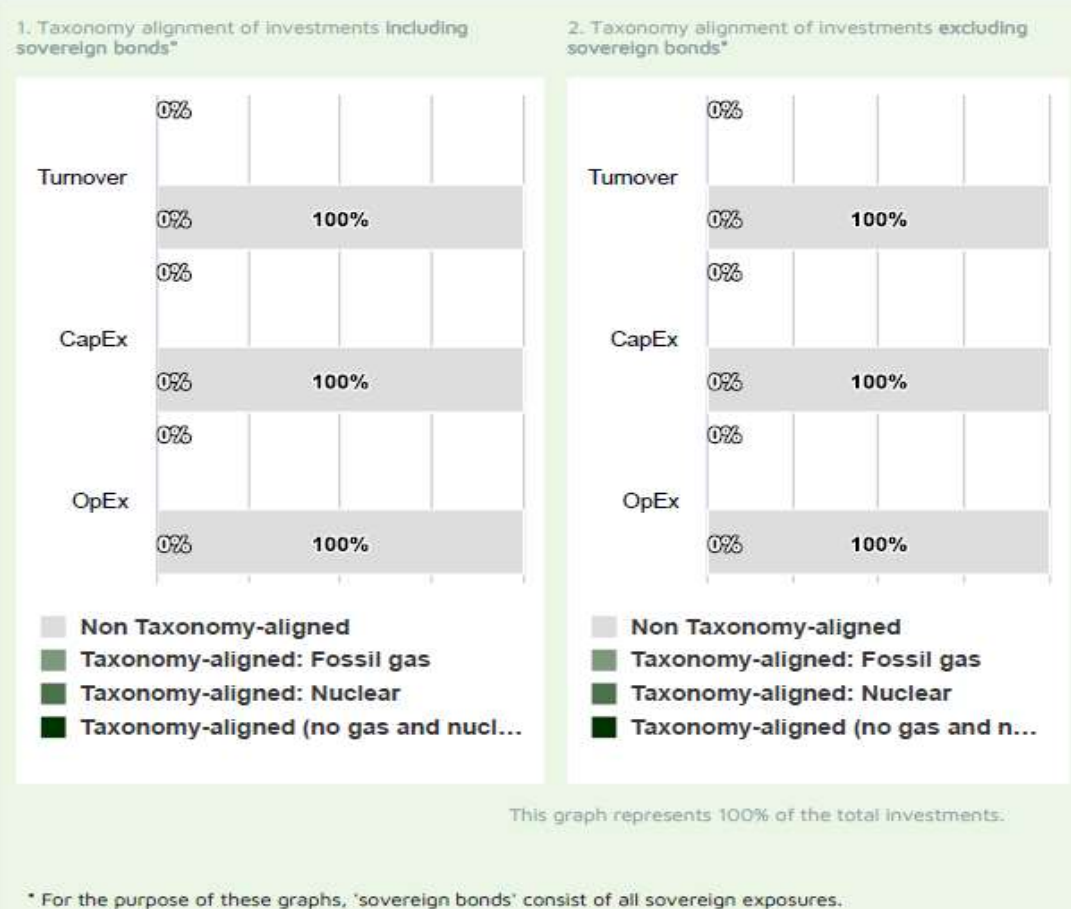 1. Taxonomy alignment of investments including
sovereign bonds*
0%
Turnover
0% 100%
0%
CapEx
0% 100%
0%
OpEx
0% 100%
Non Taxonomy-aligned
Taxonomy-aligned: Fossil gas
Taxonomy-aligned: Nuclear
Taxonomy-aligned (no gas and nucl...
2. Taxonomy alignment of investments excluding
sovereign bonds*
0%
Turnover
0% 100%
0%
CapEx
0% 100%
0%
OpEx
0% 100%
Non Taxonomy-aligned
Taxonomy-aligned: Fossil gas
Taxonomy-aligned: Nuclear
Taxonomy-aligned (no gas and n...
This graph represents 100% of the total investments.
* For the purpose of these graphs, 'sovereign bonds' consist of all sovereign exposures.